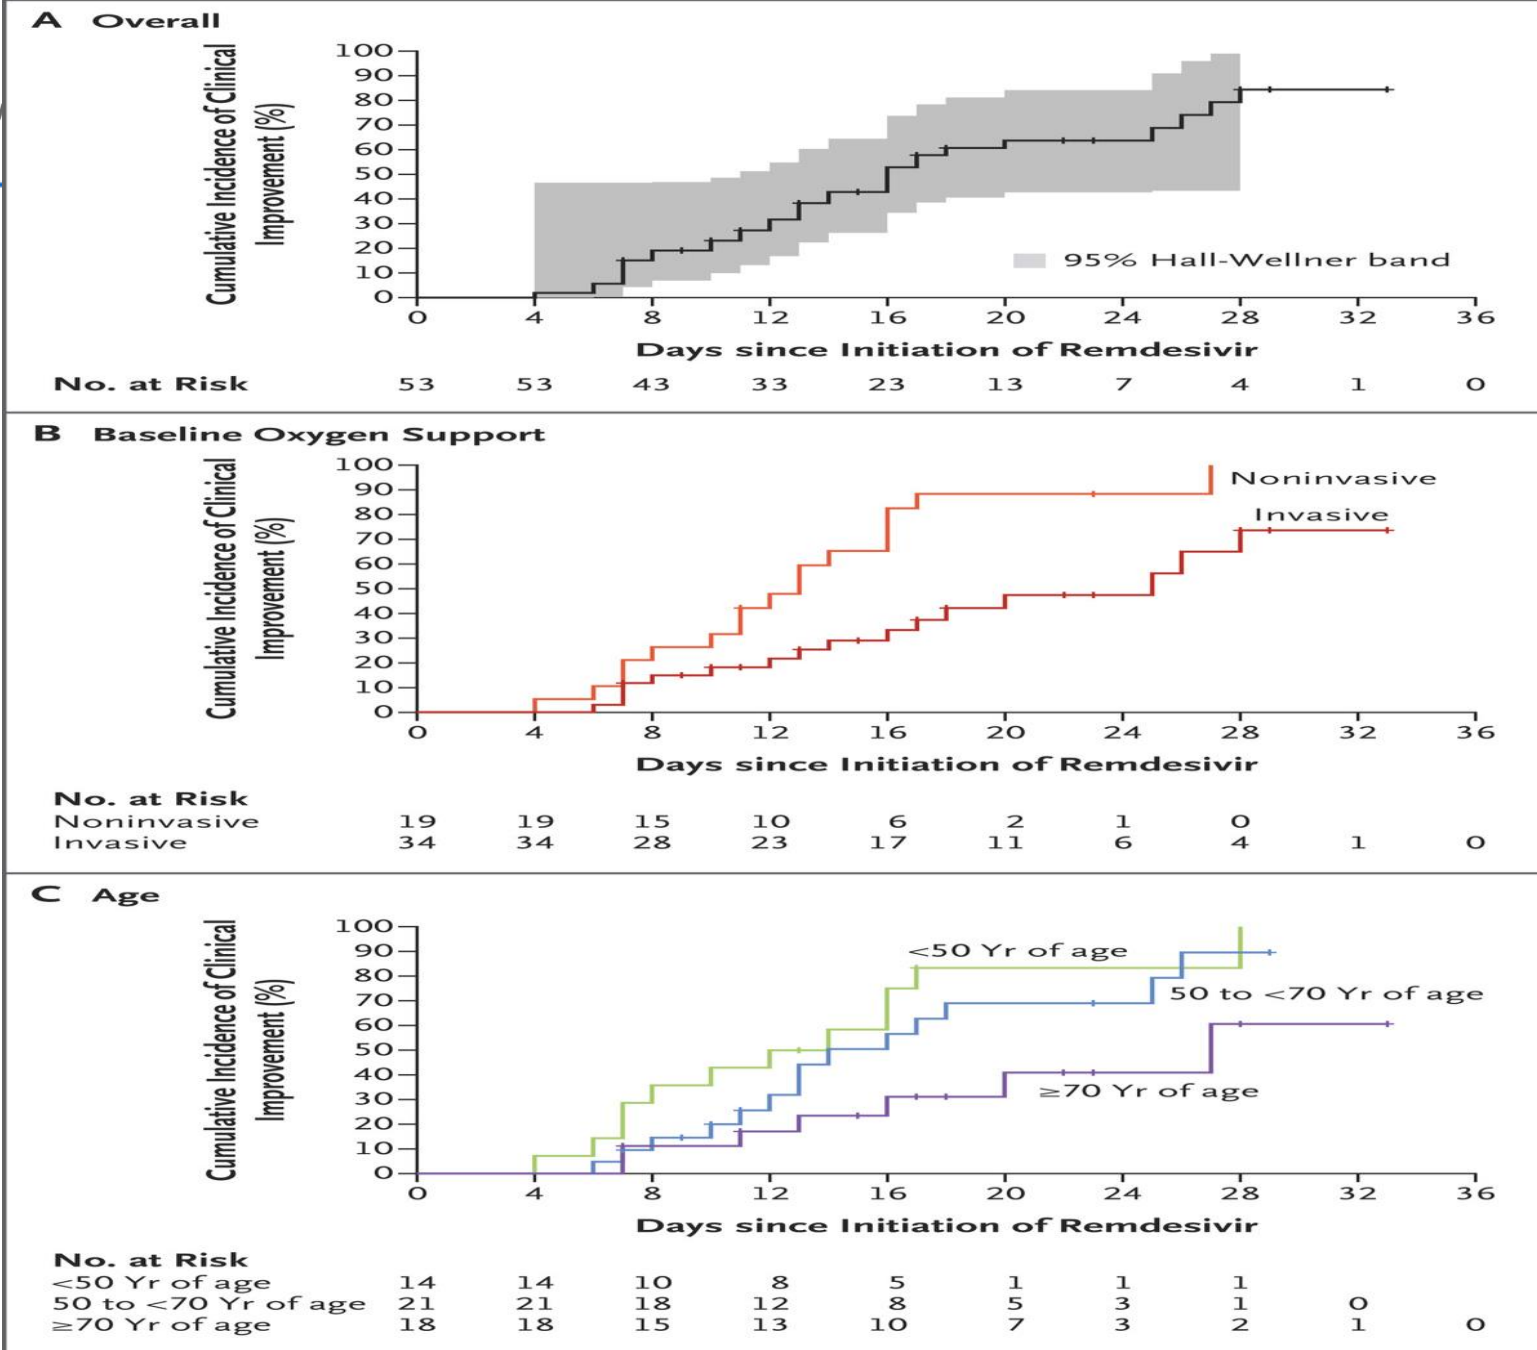 A Overall
Cumulative Incidence of Clinical
Improvement (%)
100
90
80
70
60
50
40
30
20
10
0
95% Hall-Wellner band
0 4 8 12 16 20 24 28 32 36
Days since Initiation of Remdesivir
No. at Risk 53 53 43 33 23 13 7 4 1 0
B Baseline Oxygen Support
Cumulative Incidence of Clinical
Improvement (%)
100
90
80
70
60
50
40
30
20
10
0
Noninvasive
Invasive
0 4 8 12 16 20 24 28 32 36
Days since Initiation of Remdesivir
No. at Risk
Noninvasive 19 19 15 10 6 2 1 0
Invasive 34 34 28 23 17 11 6 4 1 0
C Age
Cumulative Incidence of Clinical
Improvement (%)
100
90
80
70
60
50
40
30
20
10
0
<50 Yr of age
50 to <70 Yr of age
≥70 Yr of age
0 4 8 12 16 20 24 28 32 36
Days since Initiation of Remdesivir
No. at Risk
<50 Yr of age 14 14 10 8 5 1 1 1
50 to <70 Yr of age 21 21 18 12 8 5 3 1 0
≥70 Yr of age 18 18 15 13 10 7 3 2 1 0